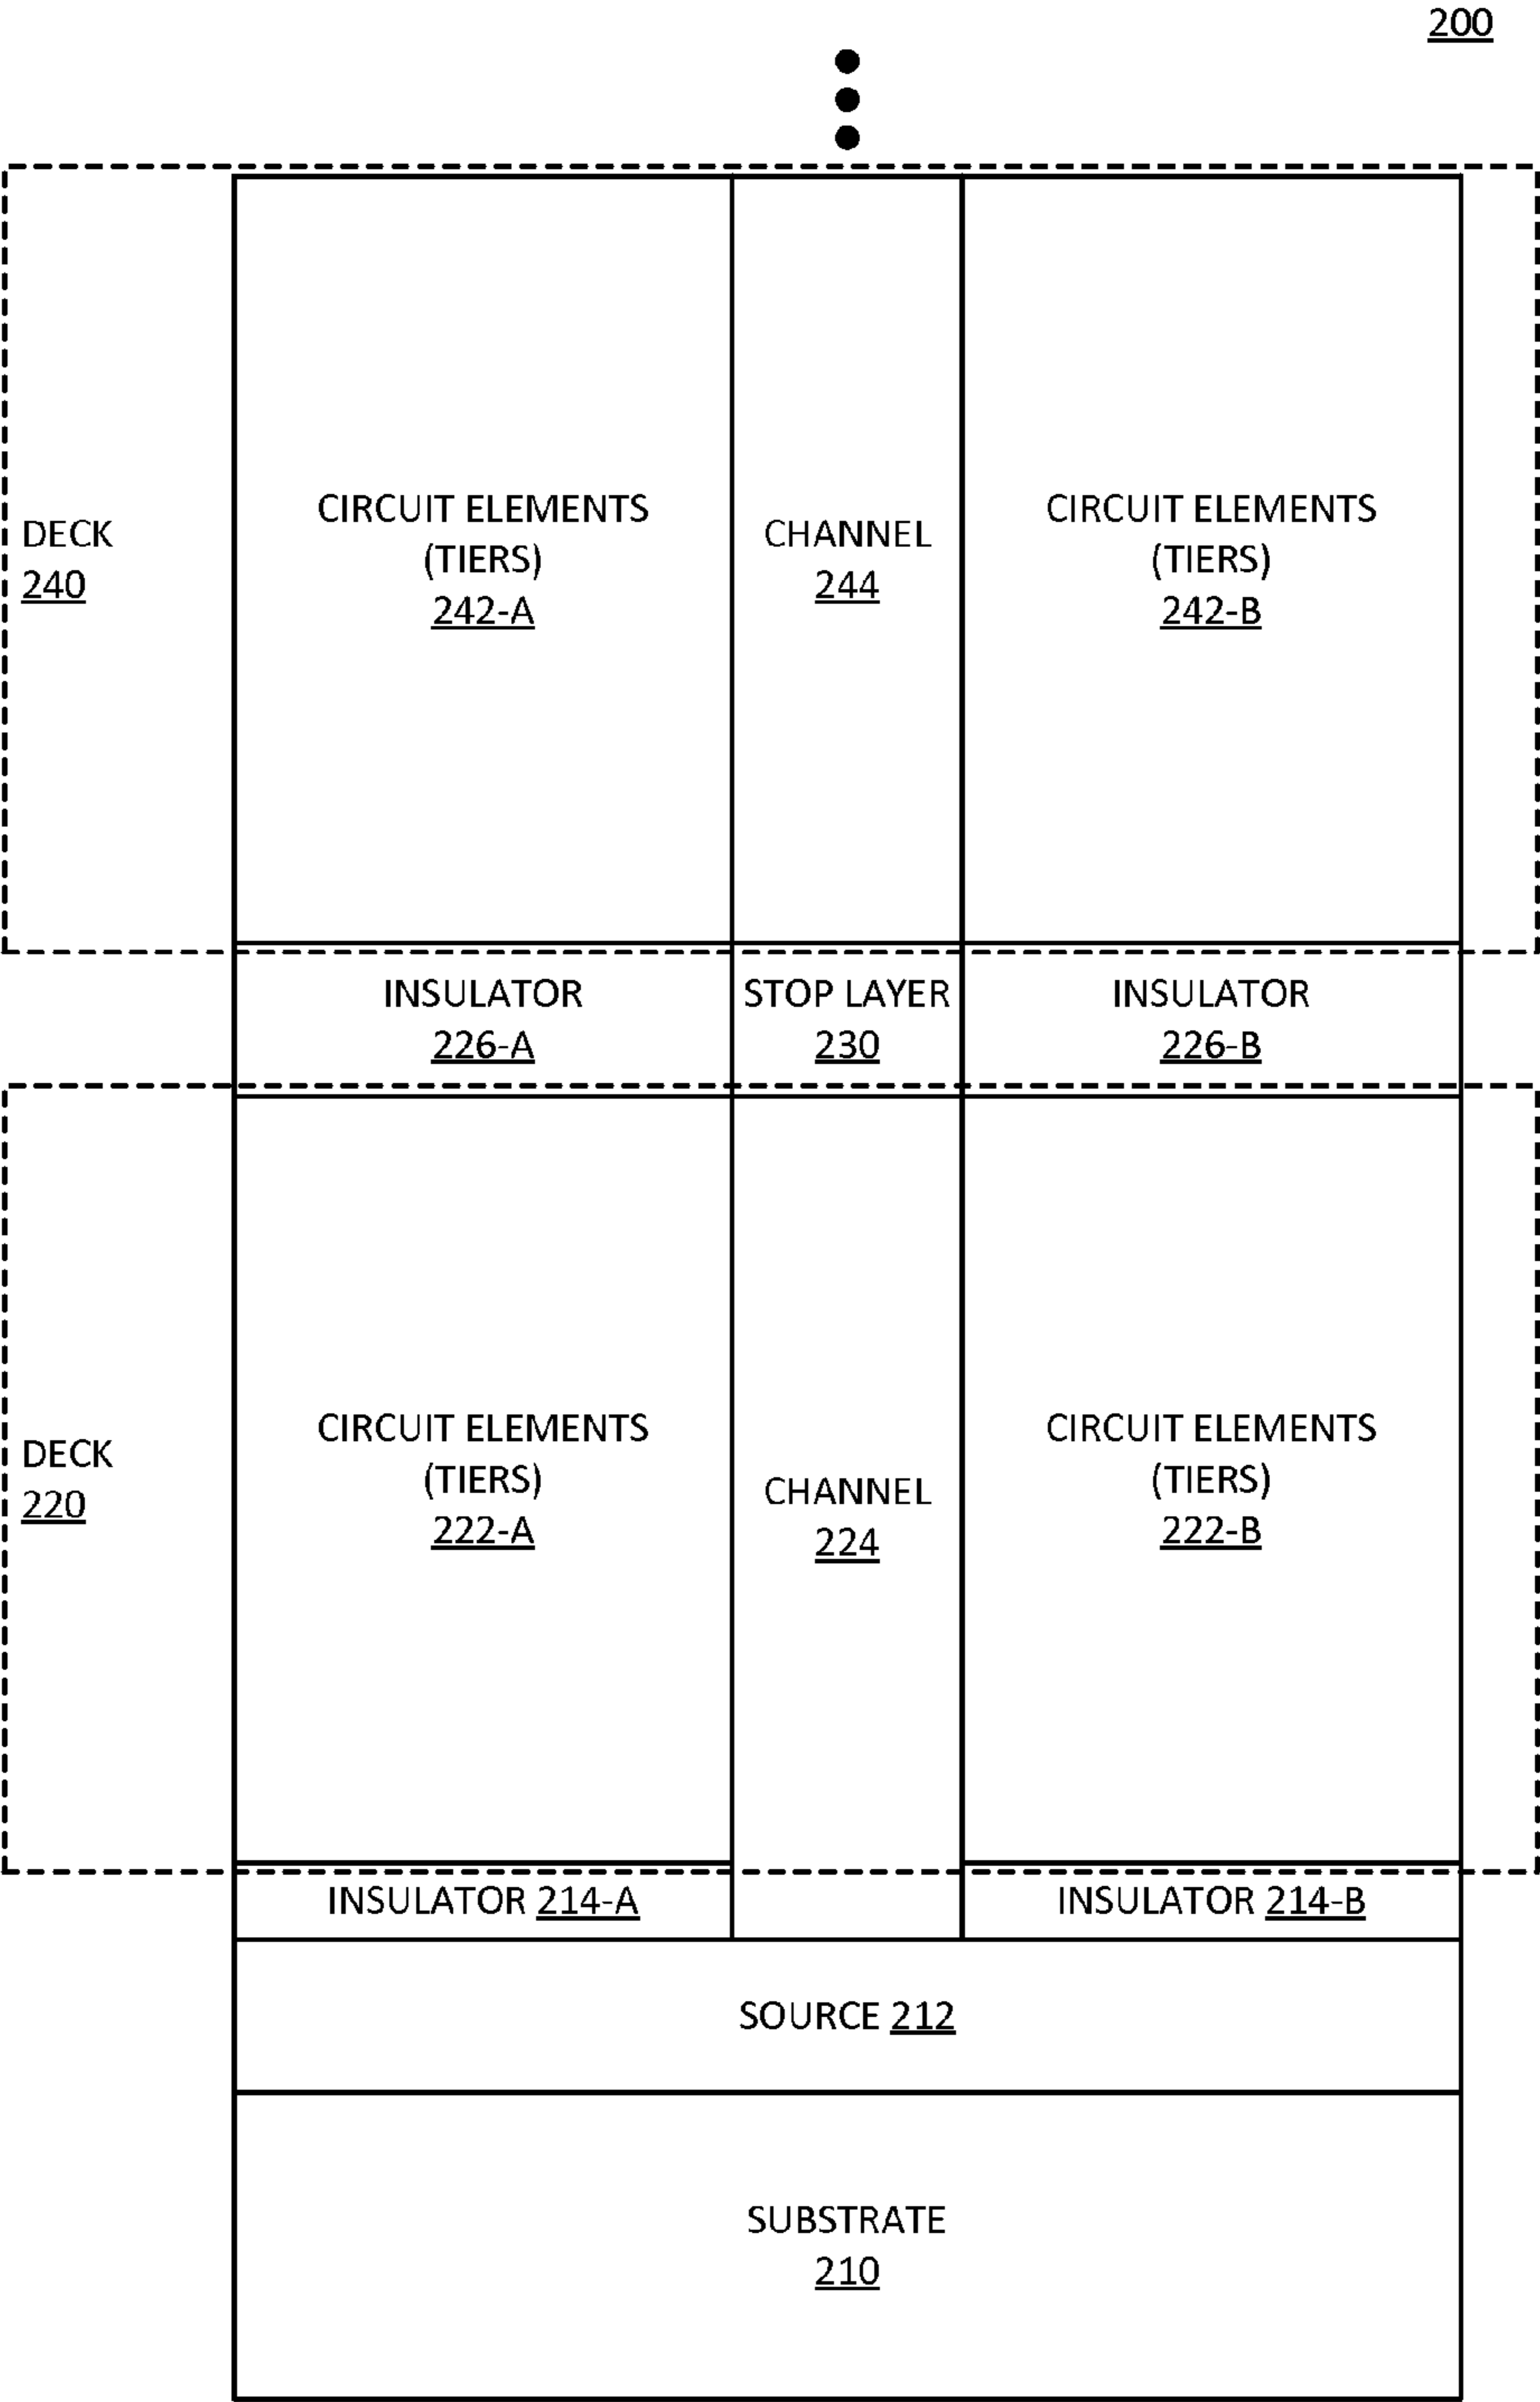 200
DECK
240
CIRCUIT ELEMENTS
(TIERS)
242-A
CHANNEL
244
CIRCUIT ELEMENTS
(TIERS)
242-B
INSULATOR
226-A
STOP LAYER
230
INSULATOR
226-B
DECK
220
CIRCUIT ELEMENTS
(TIERS)
222-A
CHANNEL
224
CIRCUIT ELEMENTS
(TIERS)
222-B
INSULATOR 214-A
INSULATOR 214-B
SOURCE 212
SUBSTRATE
210